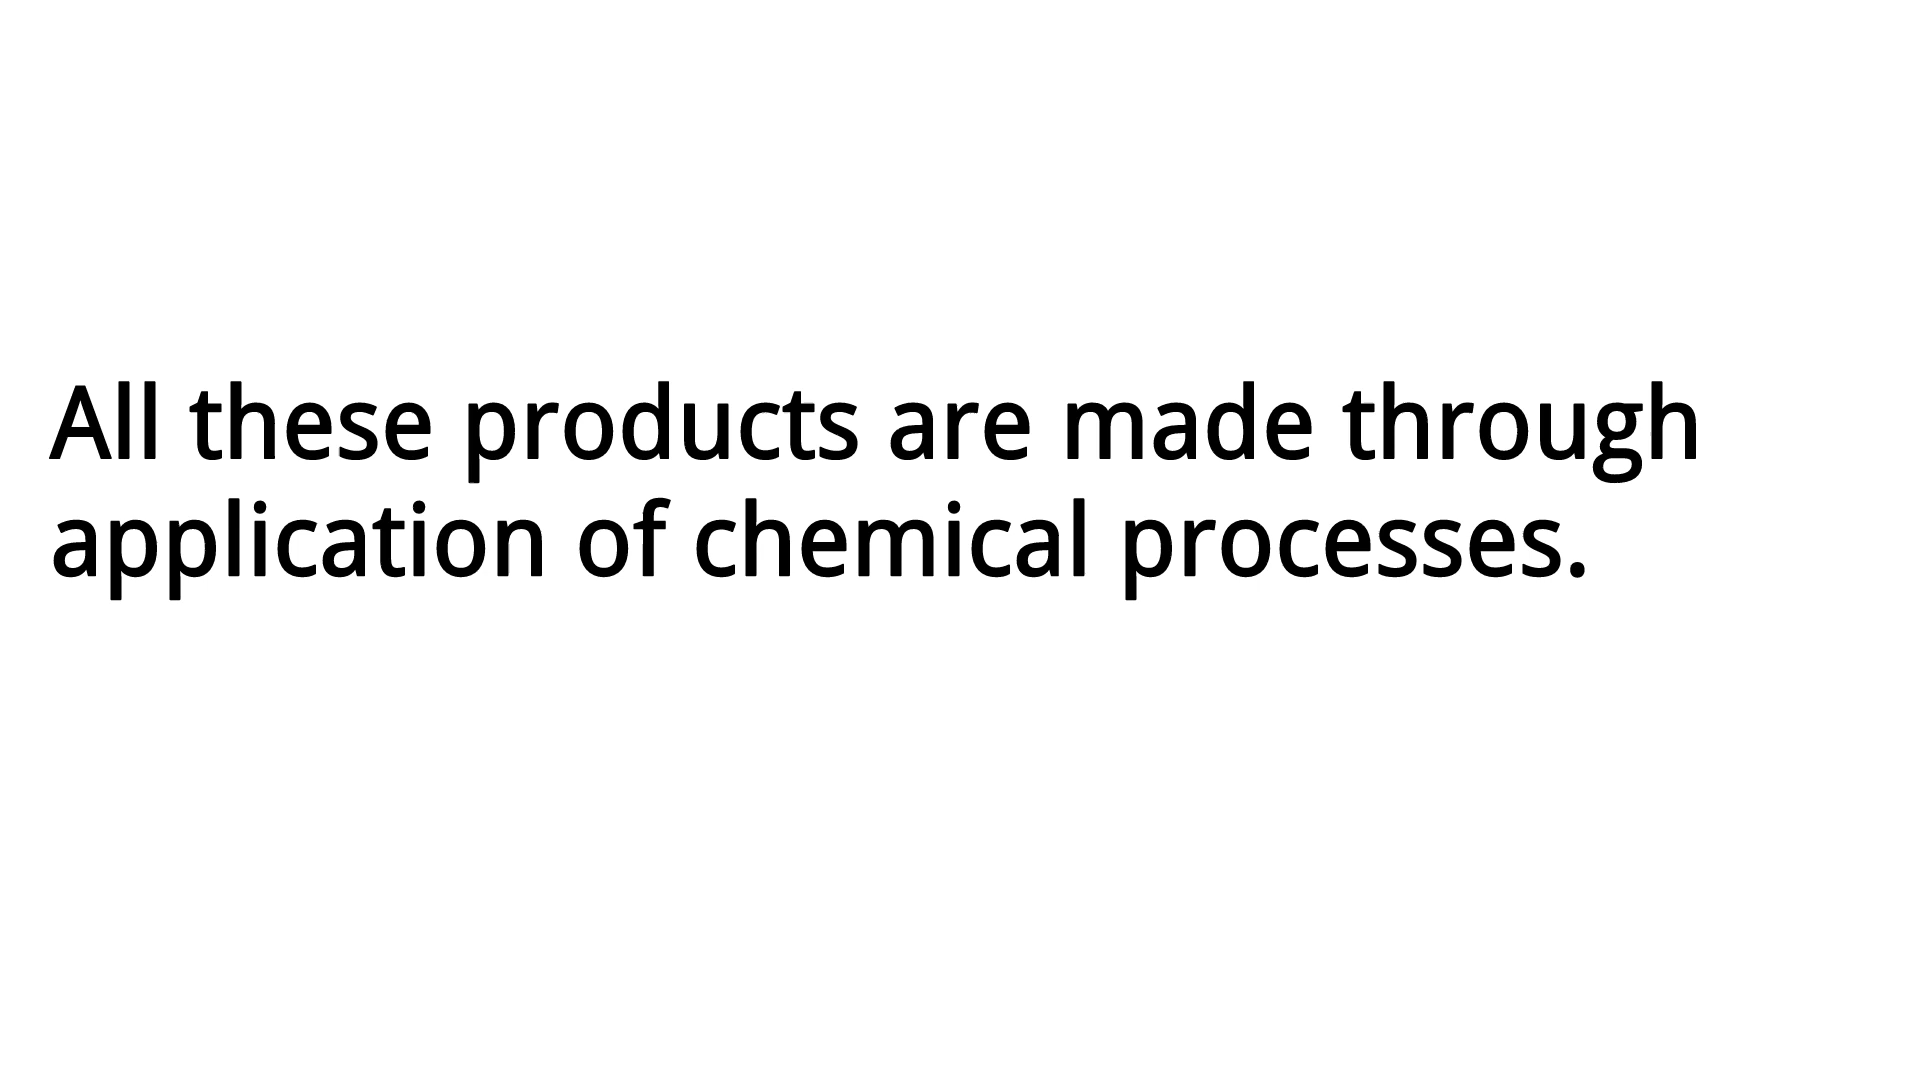 All these products are made through
application of chemical processes.